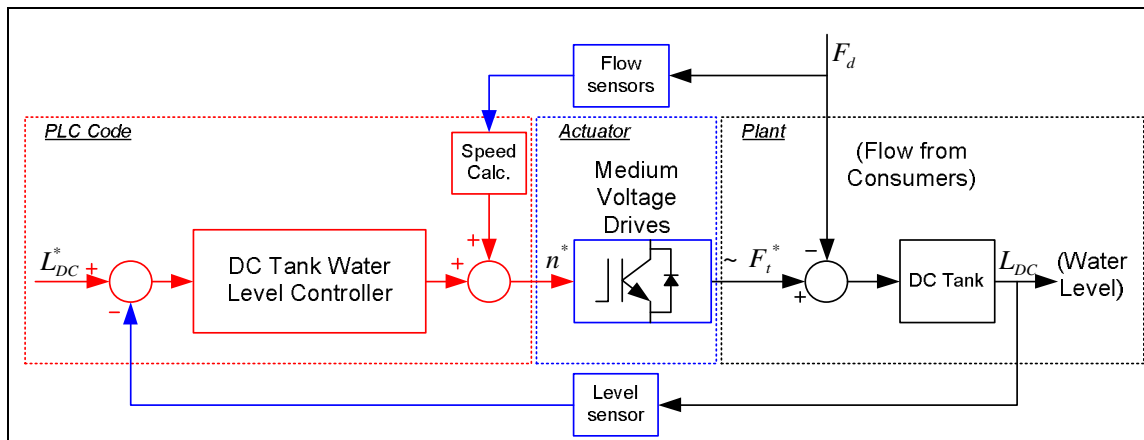 Flow
sensors
F_d
PLC Code
Actuator
Plant
Speed
Calc.
Medium
Voltage
Drives
(Flow from
Consumers)
L*_DC
+
−
DC Tank Water
Level Controller
+
+
n*
~ F_t*
−
+
DC Tank
L_DC
(Water
Level)
Level
sensor